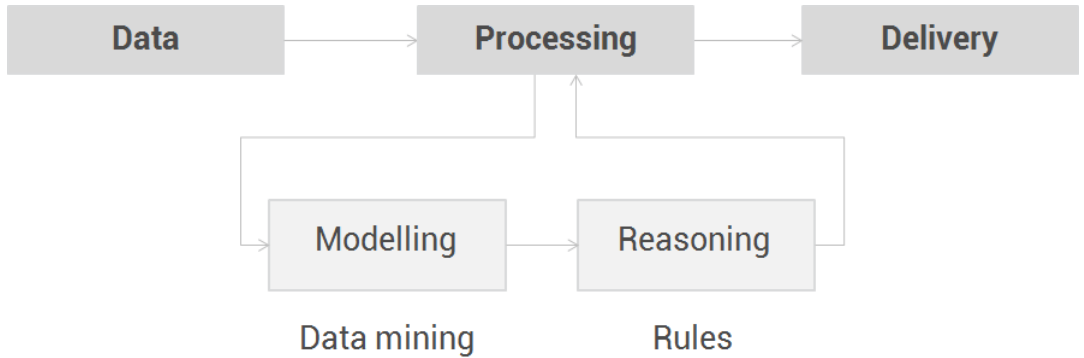 Data
Processing
Delivery
Modelling
Reasoning
Data mining
Rules